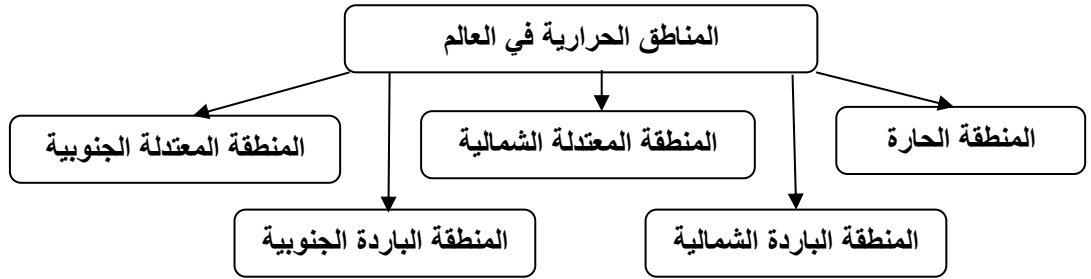 المناطق الحرارية في العالم
المنطقة الحارة
المنطقة المعتدلة الشمالية
المنطقة المعتدلة الجنوبية
المنطقة الباردة الشمالية
المنطقة الباردة الجنوبية